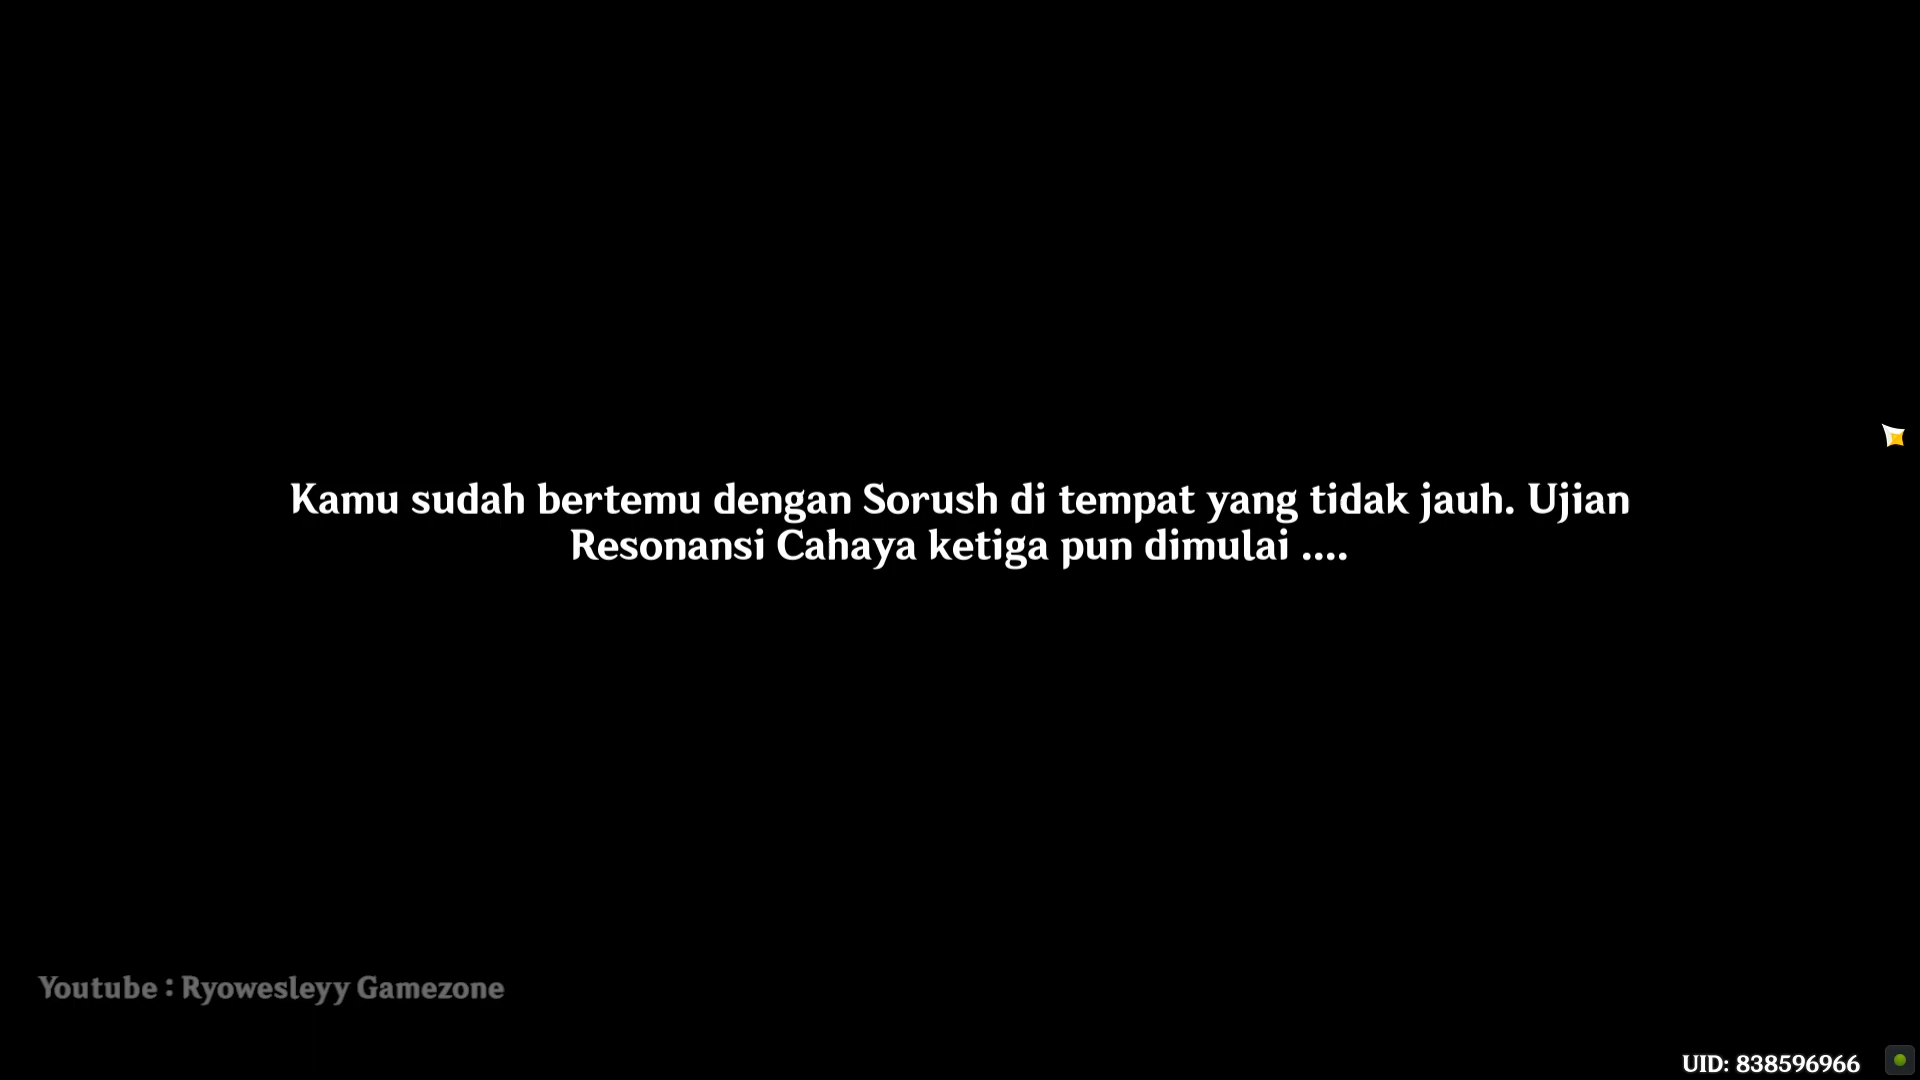 Kamu sudah bertemu dengan Sorush di tempat yang tidak jauh. Ujian
Resonansi Cahaya ketiga pun dimulai ....
Youtube : Ryowesleyy Gamezone
UID: 838596966